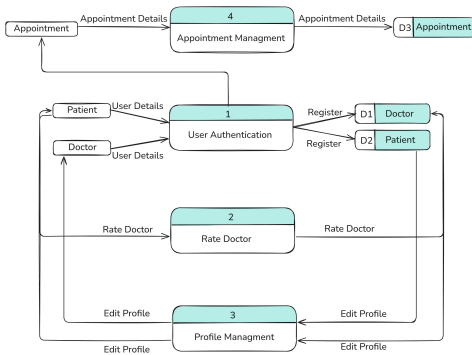 4
Appointment
Appointment Details
Appointment Managment
Appointment Details
D3
Appointment
Patient
User Details
1
User Authentication
Register
D1
Doctor
Doctor
User Details
Register
D2
Patient
Rate Doctor
2
Rate Doctor
Rate Doctor
Edit Profile
3
Profile Managment
Edit Profile
Edit Profile
Edit Profile